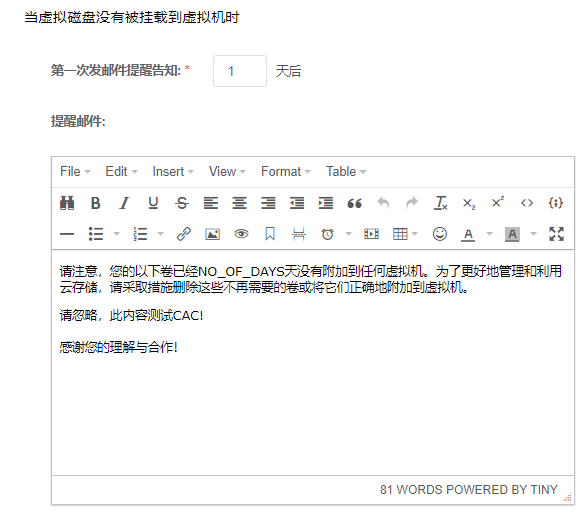 当虚拟磁盘没有被挂载到虚拟机时
第一次发邮件提醒告知: * 1 天后
提醒邮件:
File Edit Insert View Format Table
请注意，您的以下卷已经NO_OF_DAYS天没有附加到任何虚拟机。为了更好地管理和利用
云存储，请采取措施删除这些不再需要的卷或将它们正确地附加到虚拟机。
请忽略，此内容测试CAC!
感谢您的理解与合作!
81 WORDS POWERED BY TINY